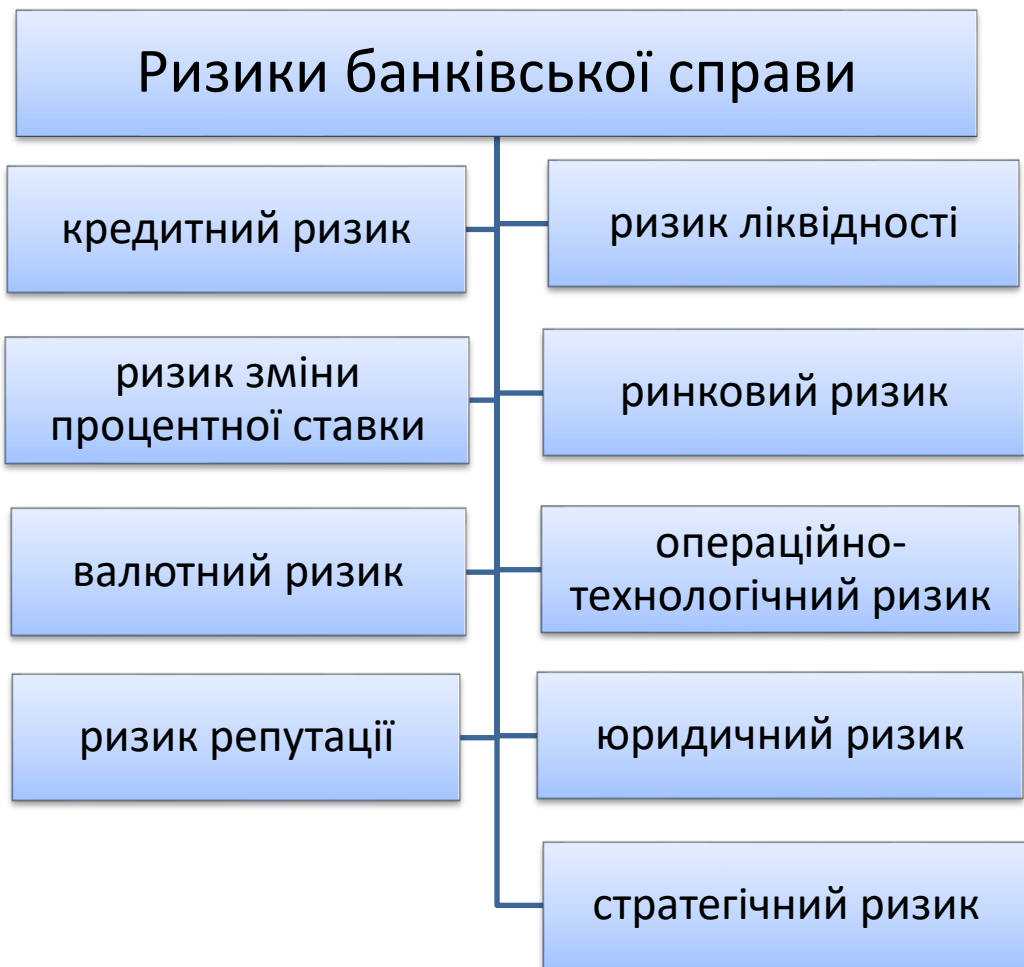 Ризики банківської справи
кредитний ризик
ризик ліквідності
ризик зміни
процентної ставки
ринковий ризик
валютний ризик
операційно-
технологічний ризик
ризик репутації
юридичний ризик
стратегічний ризик